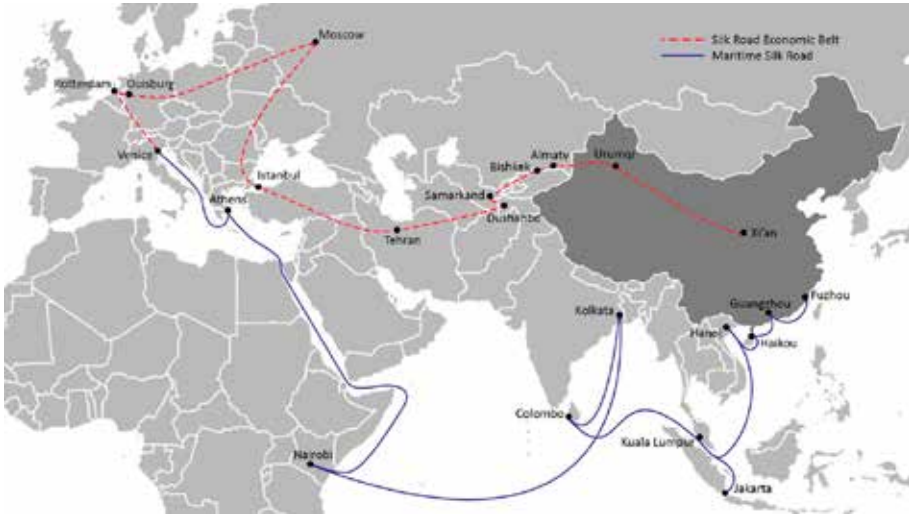 Moscow
Silk Road Economic Belt
Maritime Silk Road
Rotterdam
Duisburg
Venice
Istanbul
Athens
Almaty
Bishkek
Urumqi
Samarkand
Dushanbe
Tehran
Xi'an
Fuzhou
Guangzhou
Kolkata
Hanoi
Haikou
Colombo
Kuala Lumpur
Nairobi
Jakarta